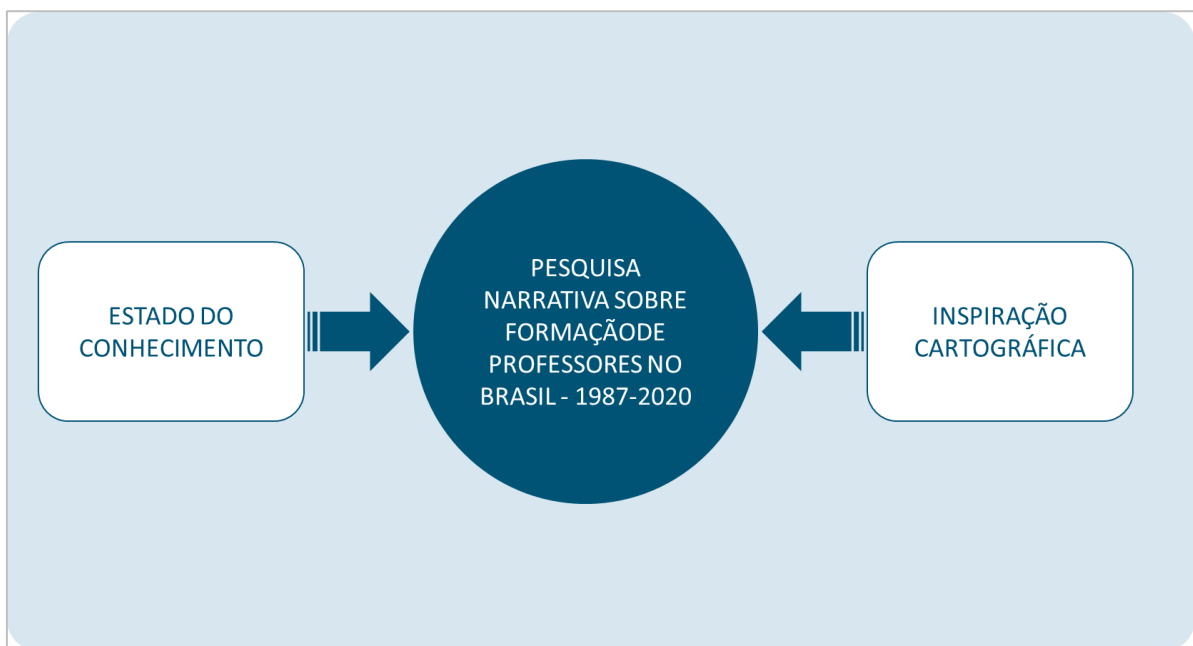 ESTADO DO
CONHECIMENTO
PESQUISA
NARRATIVA SOBRE
FORMAÇÃODE
PROFESSORES NO
BRASIL - 1987-2020
INSPIRAÇÃO
CARTOGRÁFICA